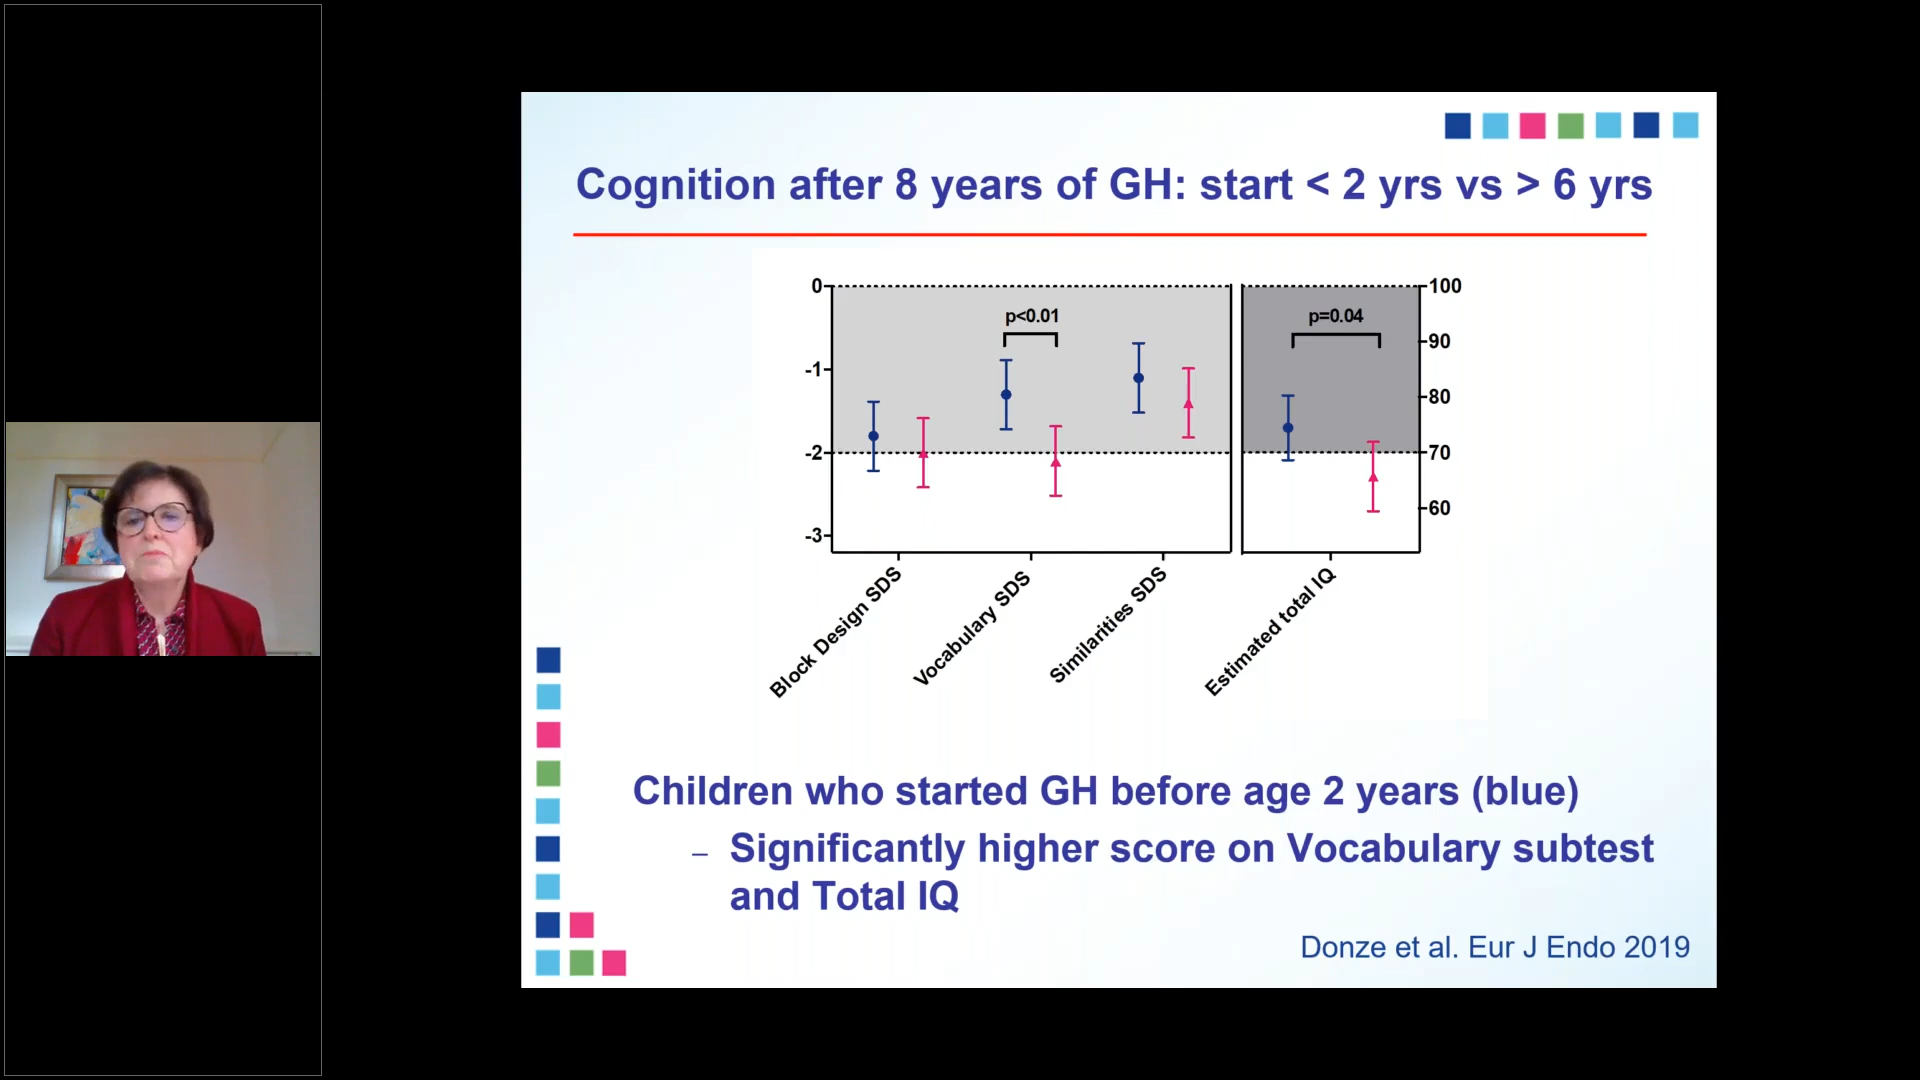 Cognition after 8 years of GH: start < 2 yrs vs > 6 yrs
0
-1
-2
-3
p<0.01
p=0.04
100
90
80
70
60
Block Design SDS
Vocabulary SDS
Similarities SDS
Estimated total IQ
Children who started GH before age 2 years (blue)
– Significantly higher score on Vocabulary subtest
and Total IQ
Donze et al. Eur J Endo 2019